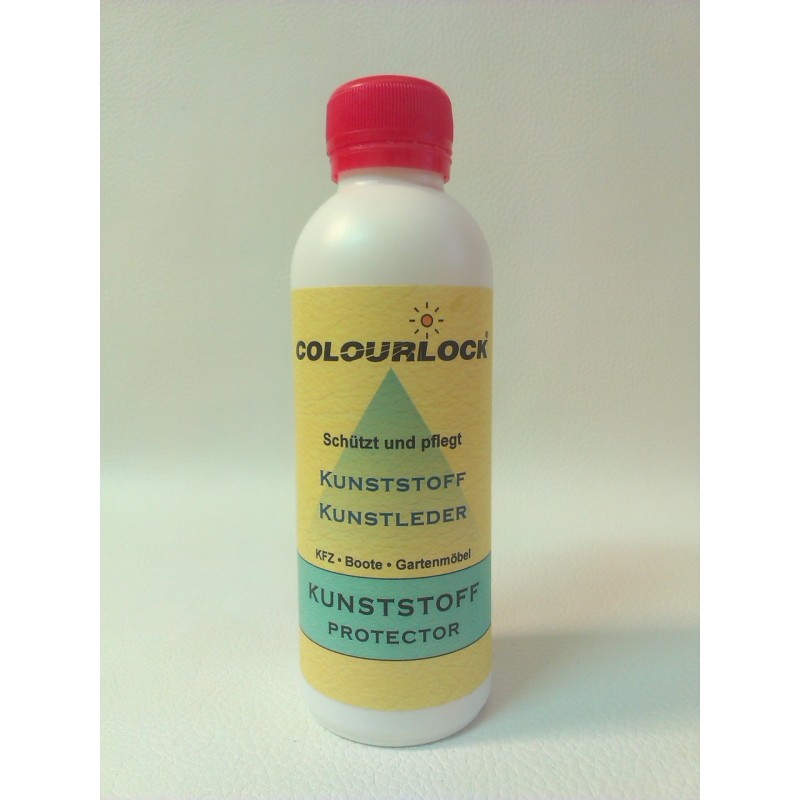 COLOURLOCK®
Schützt und pflegt
KUNSTSTOFF
KUNSTLEDER
KFZ • Boote • Gartenmöbel
KUNSTSTOFF
PROTECTOR